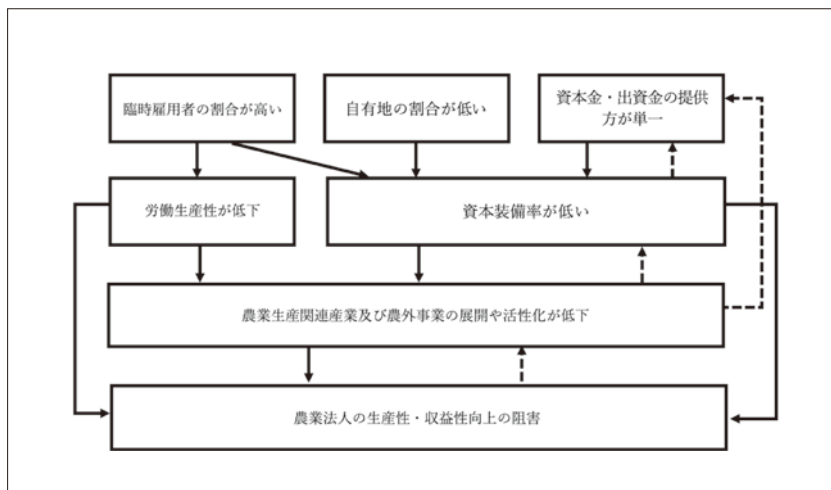 臨時雇用者の割合が高い
自有地の割合が低い
資本金・出資金の提供
方が単一
労働生産性が低下
資本装備率が低い
農業生産関連産業及び農外事業の展開や活性化が低下
農業法人の生産性・収益性向上の阻害